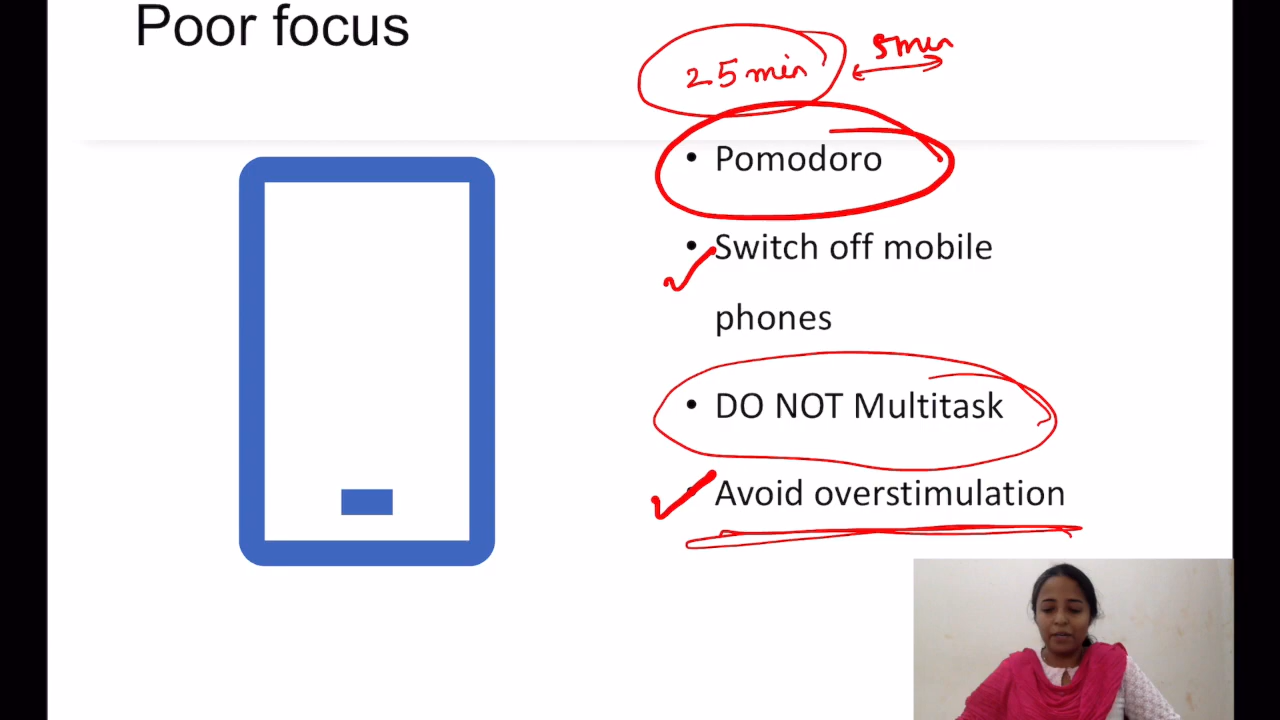 Poor focus
25 min 5 min
• Pomodoro
• Switch off mobile
phones
• DO NOT Multitask
• Avoid overstimulation